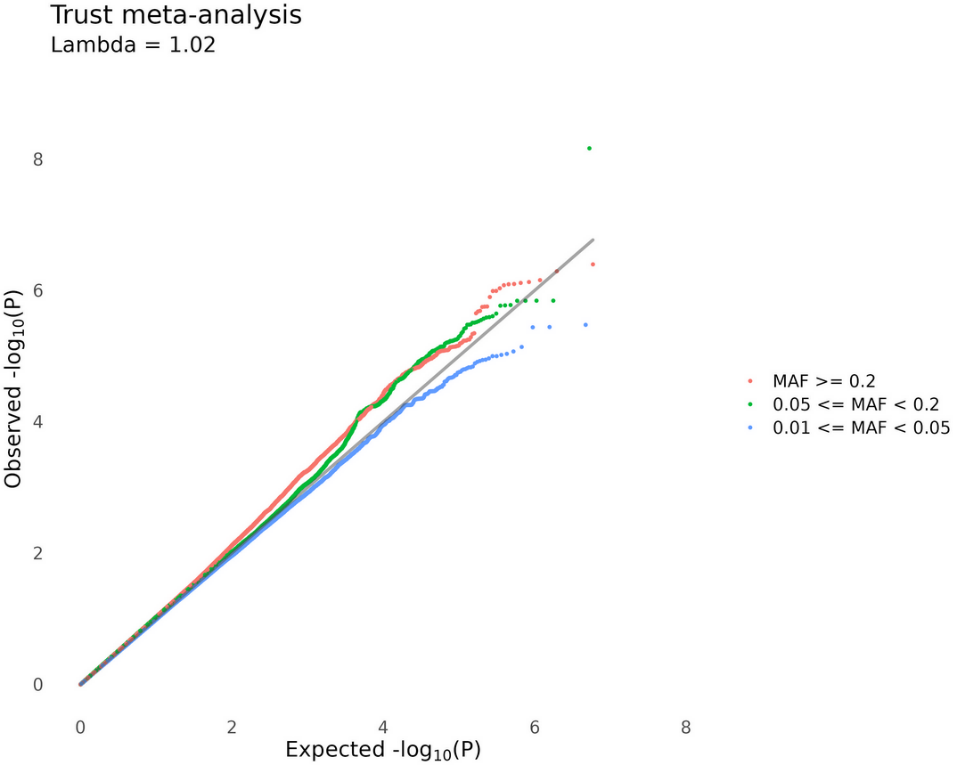 Trust meta-analysis
Lambda = 1.02
8
6
4
2
0
Observed -log10(P)
0 2 4 6 8
Expected -log10(P)
MAF >= 0.2
0.05 <= MAF < 0.2
0.01 <= MAF < 0.05